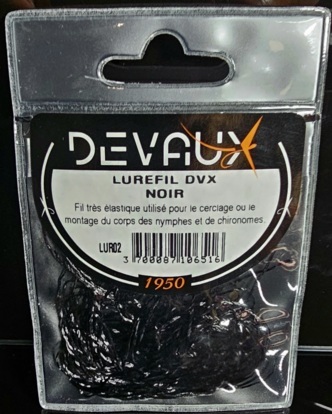 DEVAUX
LUREFIL DVX
NOIR
Fil très élastique utilisé pour le cerciage ou le
montage du corps des nymphes et de chironomes.
LUR02
3 700087 106516
1950